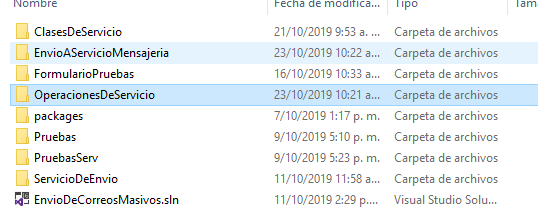 Nombre Fecha de modifica... Tipo Tam
ClasesDeServicio 21/10/2019 9:53 a. ... Carpeta de archivos
EnvioAServicioMensajeria 23/10/2019 10:22 a... Carpeta de archivos
FormularioPruebas 16/10/2019 10:33 a... Carpeta de archivos
OperacionesDeServicio 23/10/2019 10:21 a... Carpeta de archivos
packages 7/10/2019 1:17 p. m. Carpeta de archivos
Pruebas 9/10/2019 5:10 p. m. Carpeta de archivos
PruebasServ 9/10/2019 5:23 p. m. Carpeta de archivos
ServicioDeEnvio 11/10/2019 11:58 a... Carpeta de archivos
EnvioDeCorreosMasivos.sln 11/10/2019 2:29 p.... Visual Studio Solu...